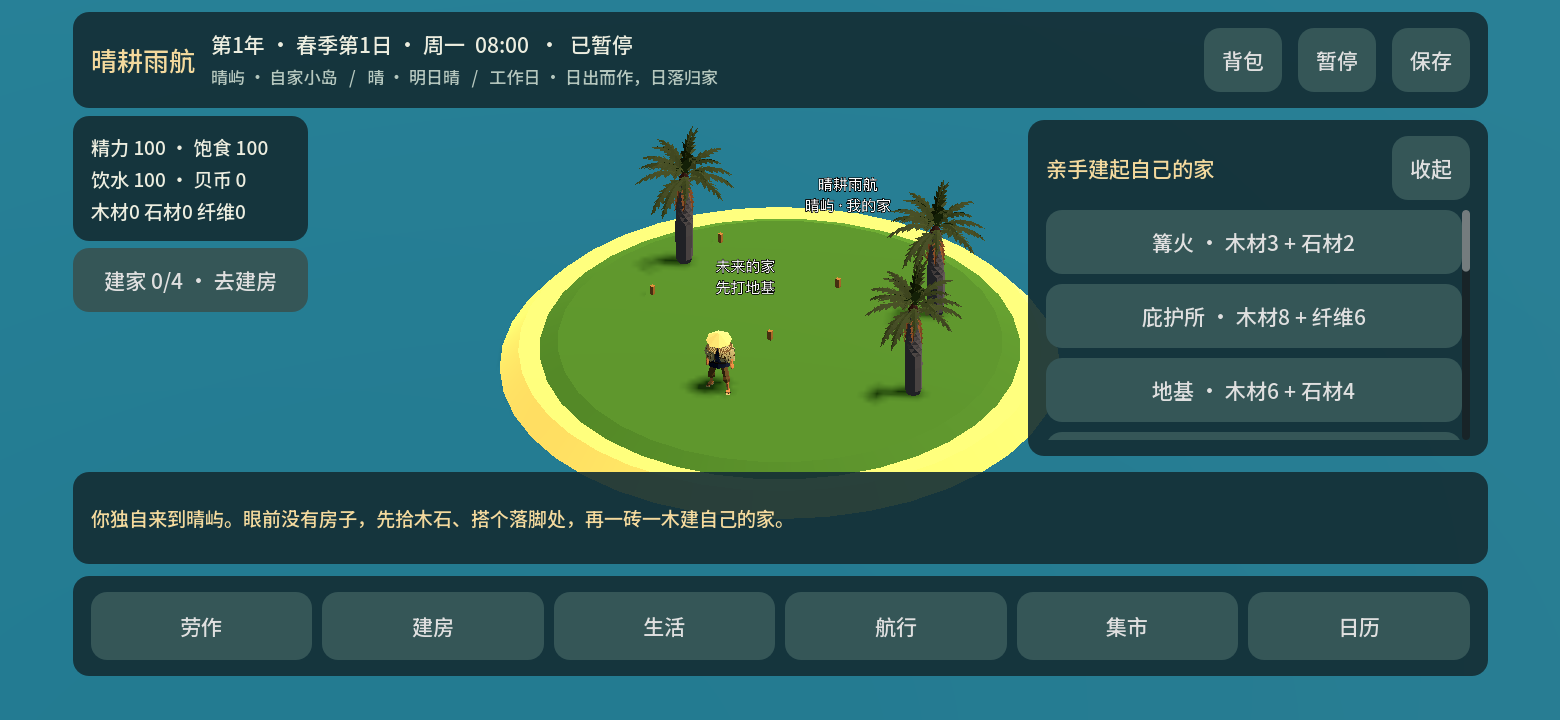 晴耕雨航
第1年 · 春季第1日 · 周一 08:00 · 已暂停
晴屿 · 自家小岛 / 晴 · 明日晴 / 工作日 · 日出而作，日落归家
背包
暂停
保存
精力 100 · 饱食 100
饮水 100 · 贝币 0
木材0 石材0 纤维0
建家 0/4 · 去建房
晴耕雨航
晴屿 · 我的家
未来的家
先打地基
亲手建起自己的家
收起
篝火 · 木材3 + 石材2
庇护所 · 木材8 + 纤维6
地基 · 木材6 + 石材4
你独自来到晴屿。眼前没有房子，先拾木石、搭个落脚处，再一砖一木建自己的家。
劳作
建房
生活
航行
集市
日历